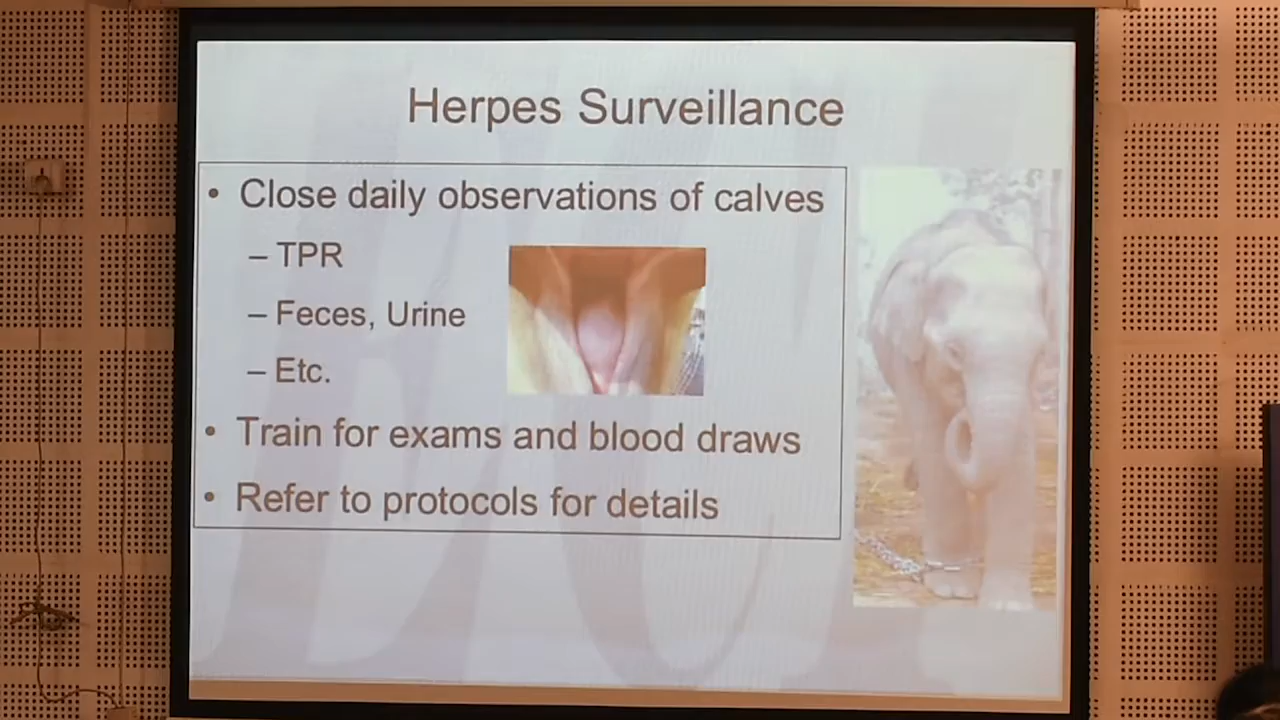 Herpes Surveillance
• Close daily observations of calves
– TPR
– Feces, Urine
– Etc.
• Train for exams and blood draws
• Refer to protocols for details